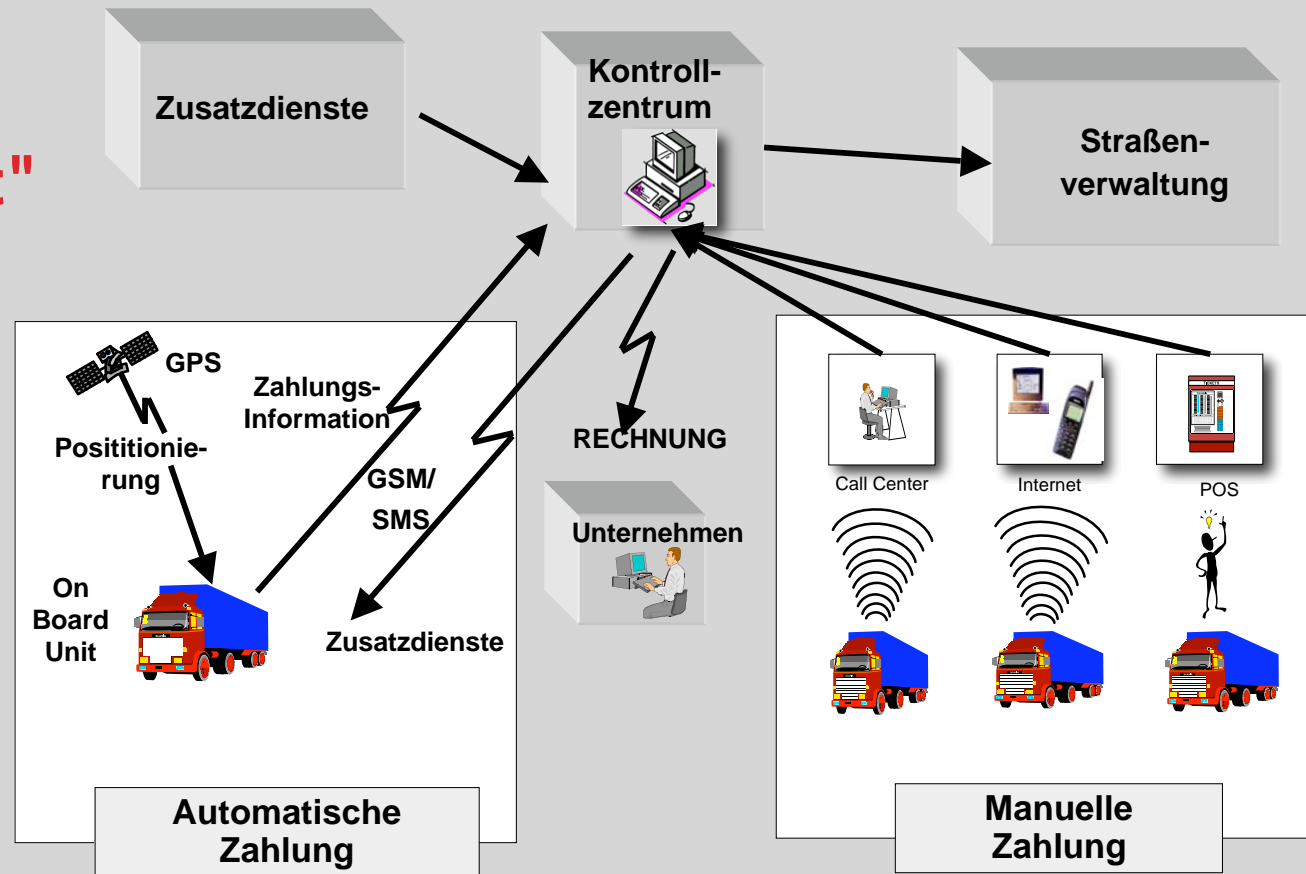 Zusatzdienste
Kontroll-
zentrum
Straßen-
verwaltung
t"
GPS
Posititionie-
rung
Zahlungs-
Information
GSM/
SMS
On
Board
Unit
Zusatzdienste
RECHNUNG
Unternehmen
Call Center
Internet
POS
Automatische
Zahlung
Manuelle
Zahlung